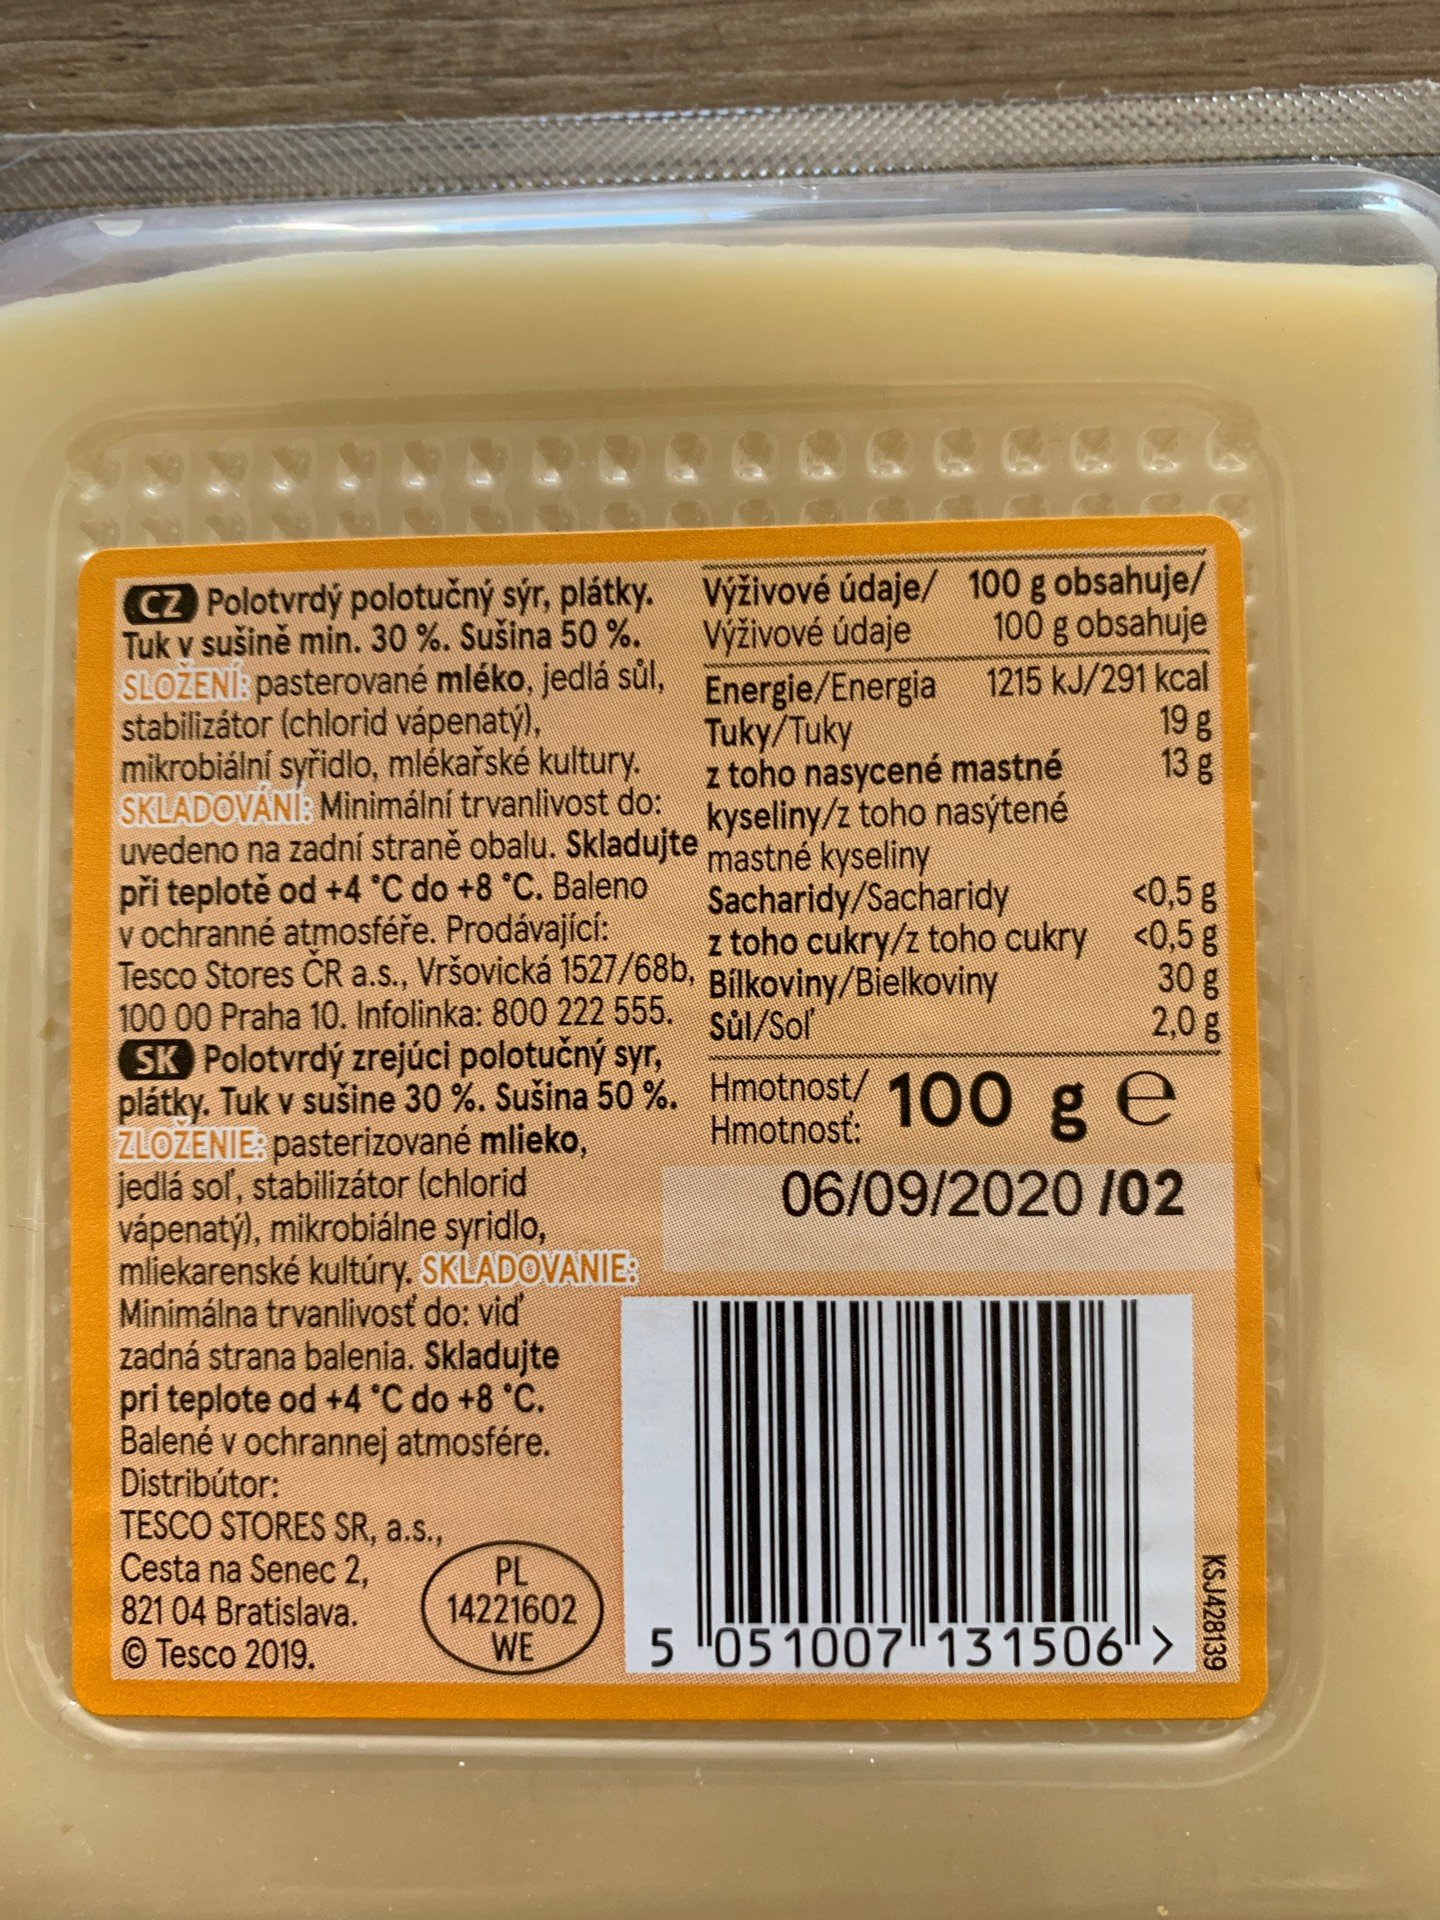 CZ Polotvrdý polotučný sýr, plátky.
Tuk v sušině min. 30 %. Sušina 50 %.
SLOŽENÍ: pasterované mléko, jedlá sůl,
stabilizátor (chlorid vápenatý),
mikrobiální syřidlo, mlékařské kultury.
SKLADOVÁNÍ: Minimální trvanlivost do:
uvedeno na zadní straně obalu. Skladujte
při teplotě od +4 °C do +8 °C. Baleno
v ochranné atmosféře. Prodávající:
Tesco Stores ČR a.s., Vršovická 1527/68b,
100 00 Praha 10. Infolinka: 800 222 555.
SK Polotvrdý zrejúci polotučný syr,
plátky. Tuk v sušine 30 %. Sušina 50 %.
ZLOŽENIE: pasterizované mlieko,
jedlá soľ, stabilizátor (chlorid
vápenatý), mikrobiálne syridlo,
mliekarenské kultúry. SKLADOVANIE:
Minimálna trvanlivosť do: viď
zadná strana balenia. Skladujte
pri teplote od +4 °C do +8 °C.
Balené v ochrannej atmosfére.
Distribútor:
TESCO STORES SR, a.s.,
Cesta na Senec 2,
821 04 Bratislava.
© Tesco 2019.
PL
14221602
WE
Výživové údaje/ 100 g obsahuje/
Výživové údaje 100 g obsahuje
Energie/Energia 1215 kJ/291 kcal
Tuky/Tuky 19 g
z toho nasycené mastné 13 g
kyseliny/z toho nasýtené
mastné kyseliny
Sacharidy/Sacharidy <0,5 g
z toho cukry/z toho cukry <0,5 g
Bílkoviny/Bielkoviny 30 g
Sůl/Soľ 2,0 g
Hmotnost/ 100 g e
Hmotnosť:
06/09/2020 /02
5 051007 131506 >
KSJ428139